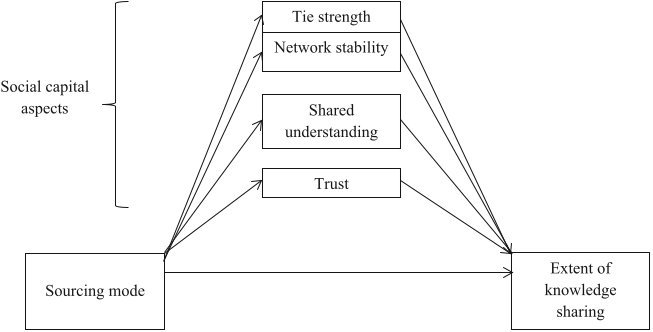 Tie strength
Network stability
Social capital
aspects
Shared
understanding
Trust
Sourcing mode
Extent of
knowledge
sharing